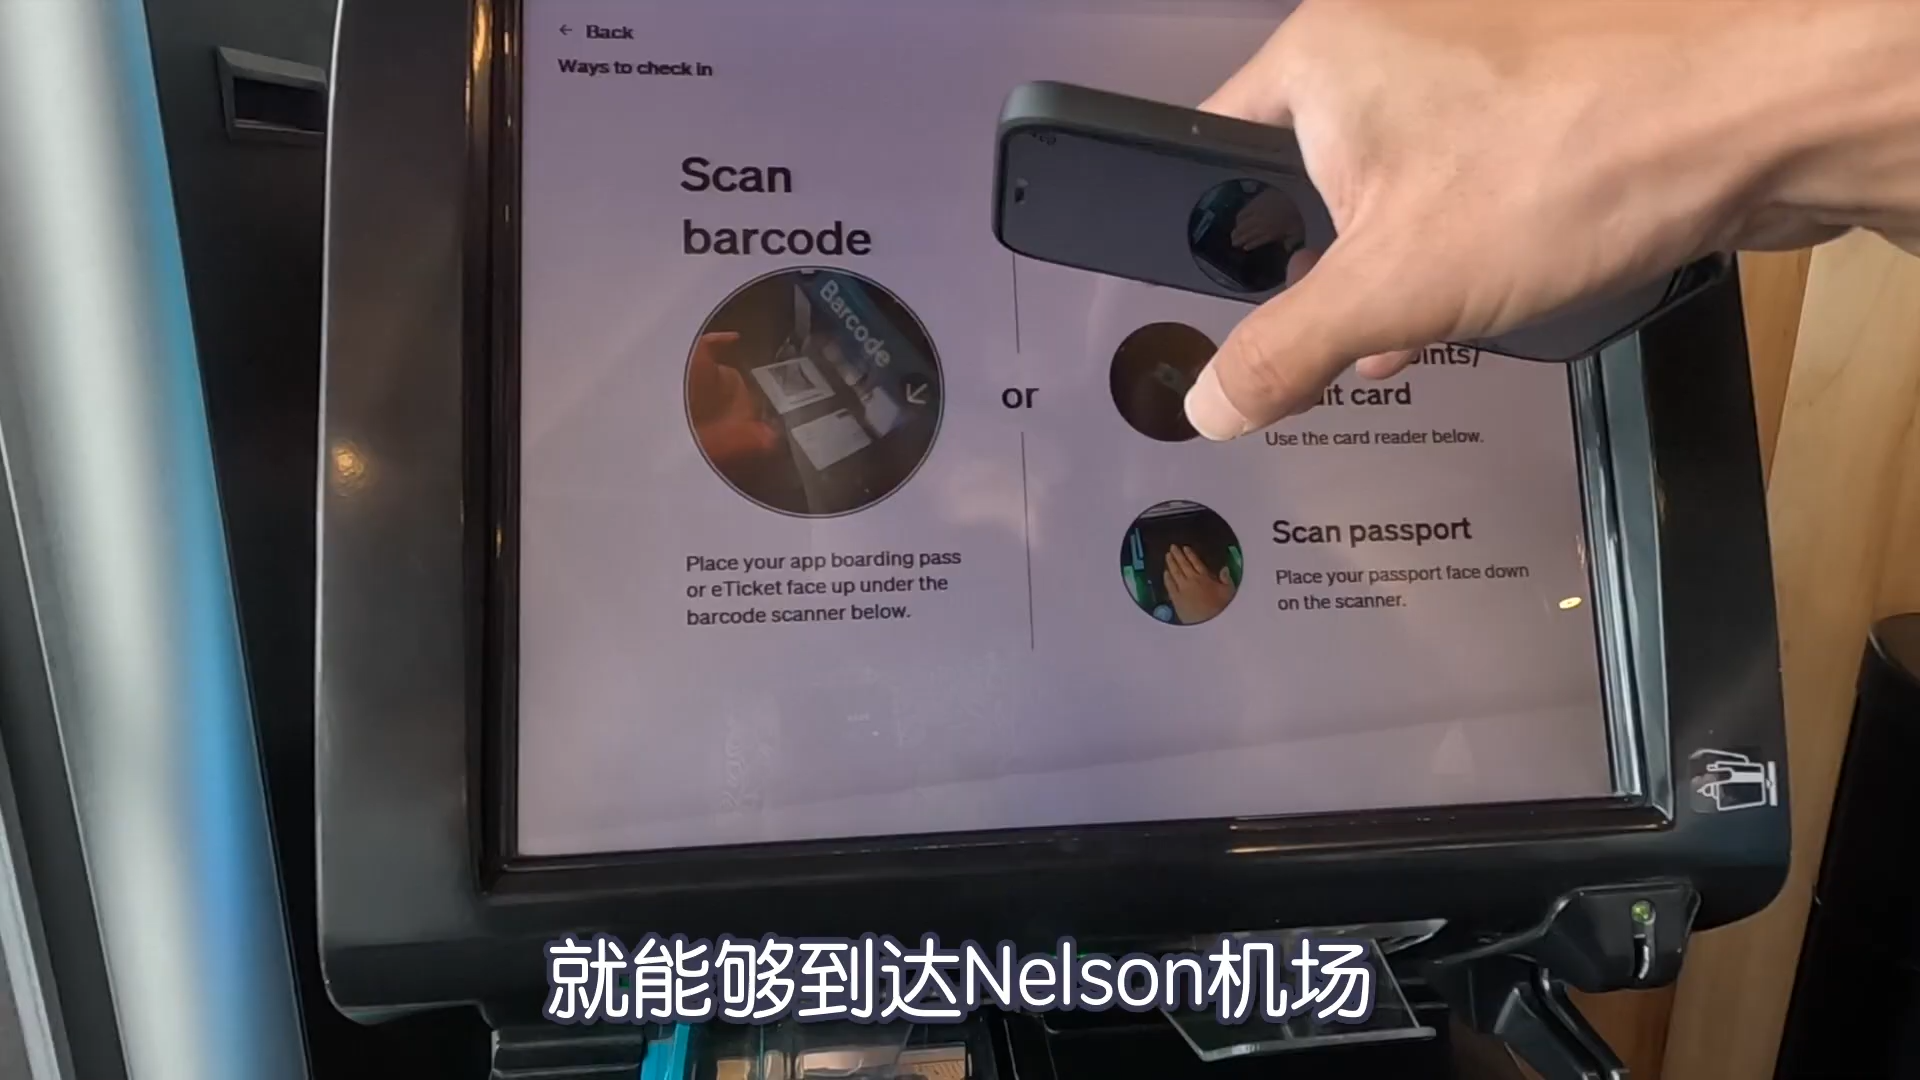 ← Back
Ways to check in
Scan
barcode
Barcode
Place your app boarding pass
or eTicket face up under the
barcode scanner below.
or
card
Use the card reader below.
Scan passport
Place your passport face down
on the scanner.
就能够到达Nelson机场